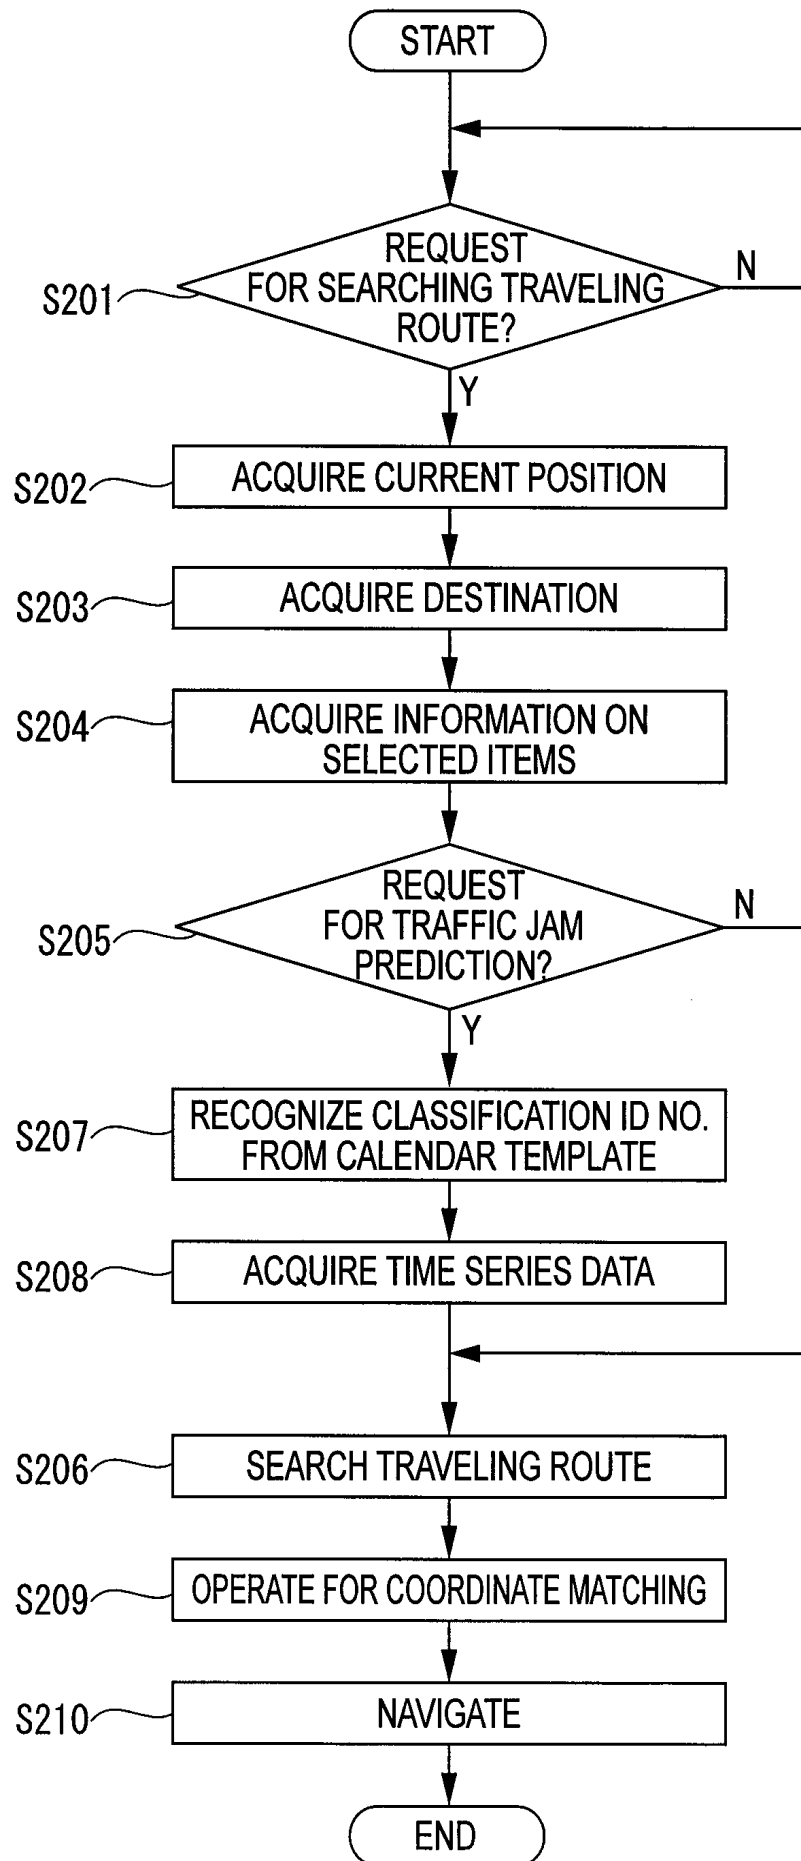 START
REQUEST
FOR SEARCHING TRAVELING
ROUTE?
N
S201
Y
S202
ACQUIRE CURRENT POSITION
S203
ACQUIRE DESTINATION
S204
ACQUIRE INFORMATION ON
SELECTED ITEMS
REQUEST
FOR TRAFFIC JAM
PREDICTION?
N
S205
Y
S207
RECOGNIZE CLASSIFICATION ID NO.
FROM CALENDAR TEMPLATE
S208
ACQUIRE TIME SERIES DATA
S206
SEARCH TRAVELING ROUTE
S209
OPERATE FOR COORDINATE MATCHING
S210
NAVIGATE
END